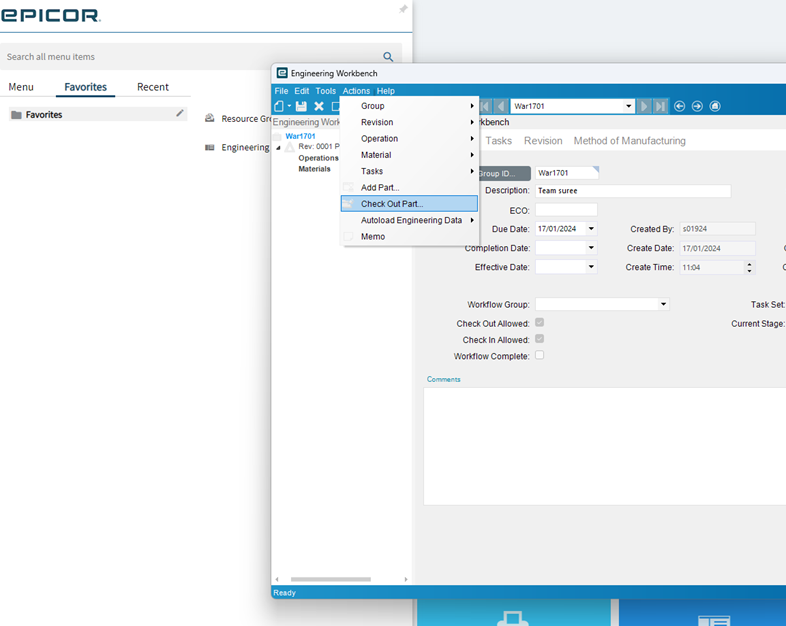 EPICOR
Search all menu items
Menu Favorites Recent
Favorites
Resource Gr
Engineering
Engineering Workbench
File Edit Tools Actions Help
War1701
Engineering Work
kbench
War1701
Rev: 0001 P
Operations
Materials
Group
Revision
Operation
Material
Tasks
Add Part...
Check Out Part...
Autoload Engineering Data
Memo
Tasks Revision Method of Manufacturing
Group ID... War1701
Description: Team suree
ECO:
Due Date: 17/01/2024 Created By: s01924
Completion Date: Create Date: 17/01/2024
Effective Date: Create Time: 11:04
Workflow Group: Task Set:
Check Out Allowed: Current Stage:
Check In Allowed:
Workflow Complete:
Comments
Ready